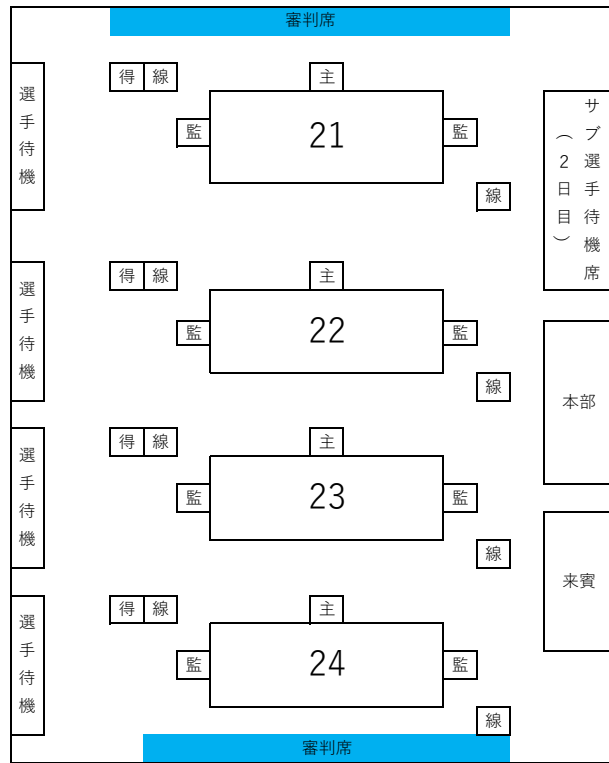 審判席
選手待機
得 線
主
監
21
監
線
サブ選手待機席
（2日目）
選手待機
得 線
主
監
22
監
線
本部
選手待機
得 線
主
監
23
監
線
来賓
選手待機
得 線
主
監
24
監
線
審判席